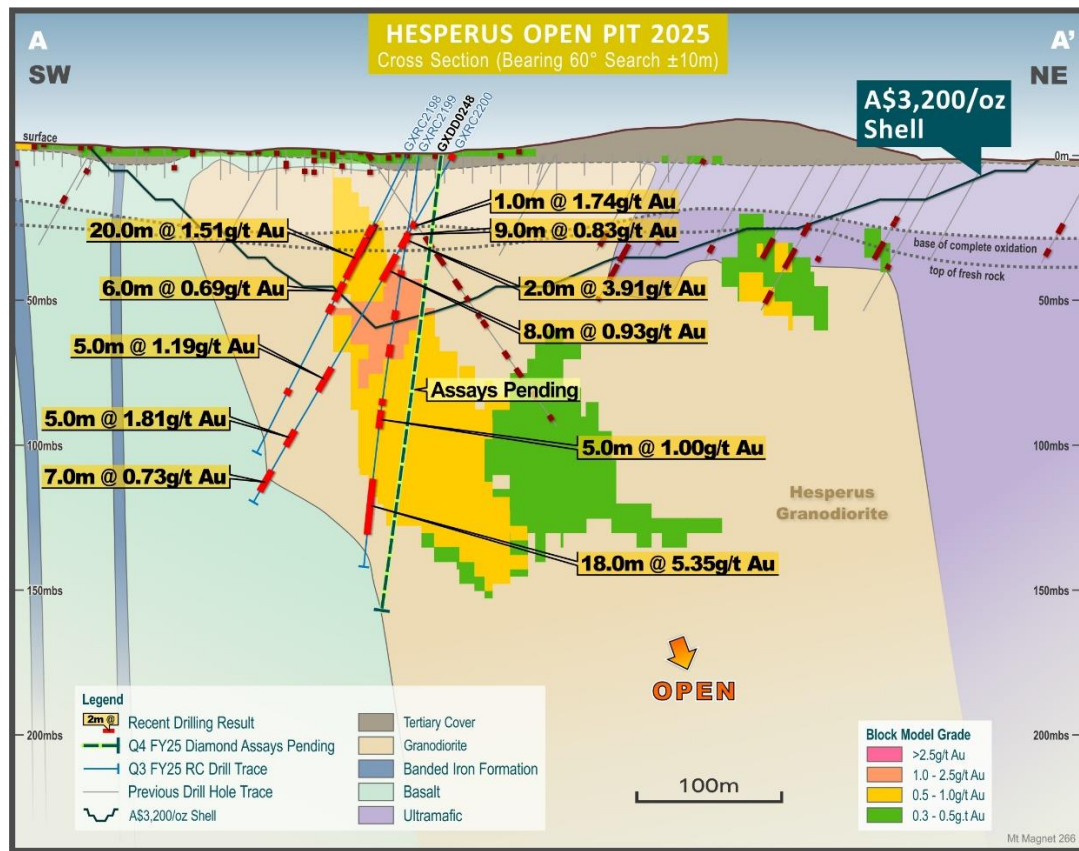 HESPERUS OPEN PIT 2025
Cross Section (Bearing 60° Search ±10m)
A
SW
A'
NE
A$3,200/oz
Shell
GXRC2198
GXRC2199
GXDD0248
GXRC2200
surface
0m
20.0m @ 1.51g/t Au
6.0m @ 0.69g/t Au
5.0m @ 1.19g/t Au
5.0m @ 1.81g/t Au
7.0m @ 0.73g/t Au
1.0m @ 1.74g/t Au
9.0m @ 0.83g/t Au
2.0m @ 3.91g/t Au
8.0m @ 0.93g/t Au
Assays Pending
5.0m @ 1.00g/t Au
18.0m @ 5.35g/t Au
base of complete oxidation
top of fresh rock
50mbs
50mbs
100mbs
100mbs
150mbs
150mbs
200mbs
200mbs
Hesperus
Granodiorite
OPEN
Legend
2m @
Recent Drilling Result
Q4 FY25 Diamond Assays Pending
Q3 FY25 RC Drill Trace
Previous Drill Hole Trace
A$3,200/oz Shell
Tertiary Cover
Granodiorite
Banded Iron Formation
Basalt
Ultramafic
100m
Block Model Grade
>2.5g/t Au
1.0 - 2.5g/t Au
0.5 - 1.0g/t Au
0.3 - 0.5g.t Au
Mt Magnet 266